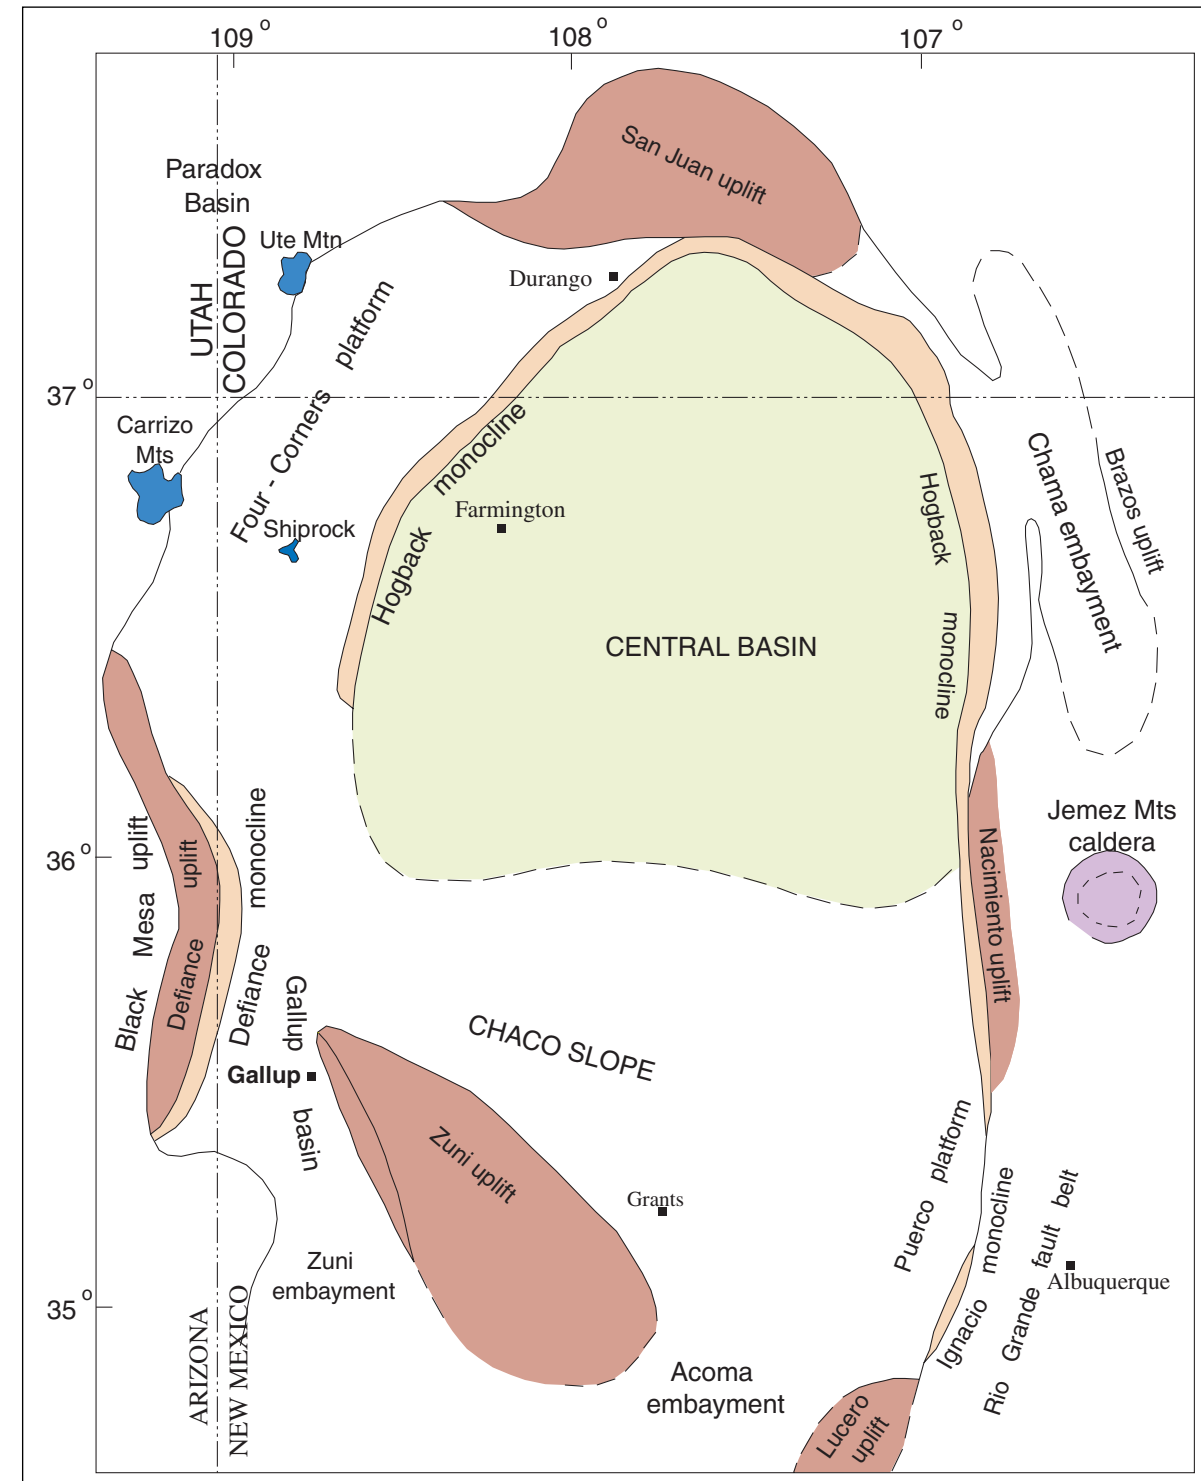 109°
108°
107°
San Juan uplift
Paradox
Basin
Ute Mtn
UTAH
COLORADO
Durango
Four - Corners platform
37°
Carrizo
Mts
Hogback monocline
Farmington
Shiprock
Hogback monocline
Chama embayment
Brazos uplift
CENTRAL BASIN
Jemez Mts
caldera
36°
Black Mesa uplift
Defiance uplift
Defiance monocline
Nacimiento uplift
Gallup basin
CHACO SLOPE
Gallup
Zuni uplift
Grants
Puerco platform
Ignacio monocline
Rio Grande fault belt
Albuquerque
Zuni
embayment
35°
ARIZONA
NEW MEXICO
Acoma
embayment
Lucero
uplift